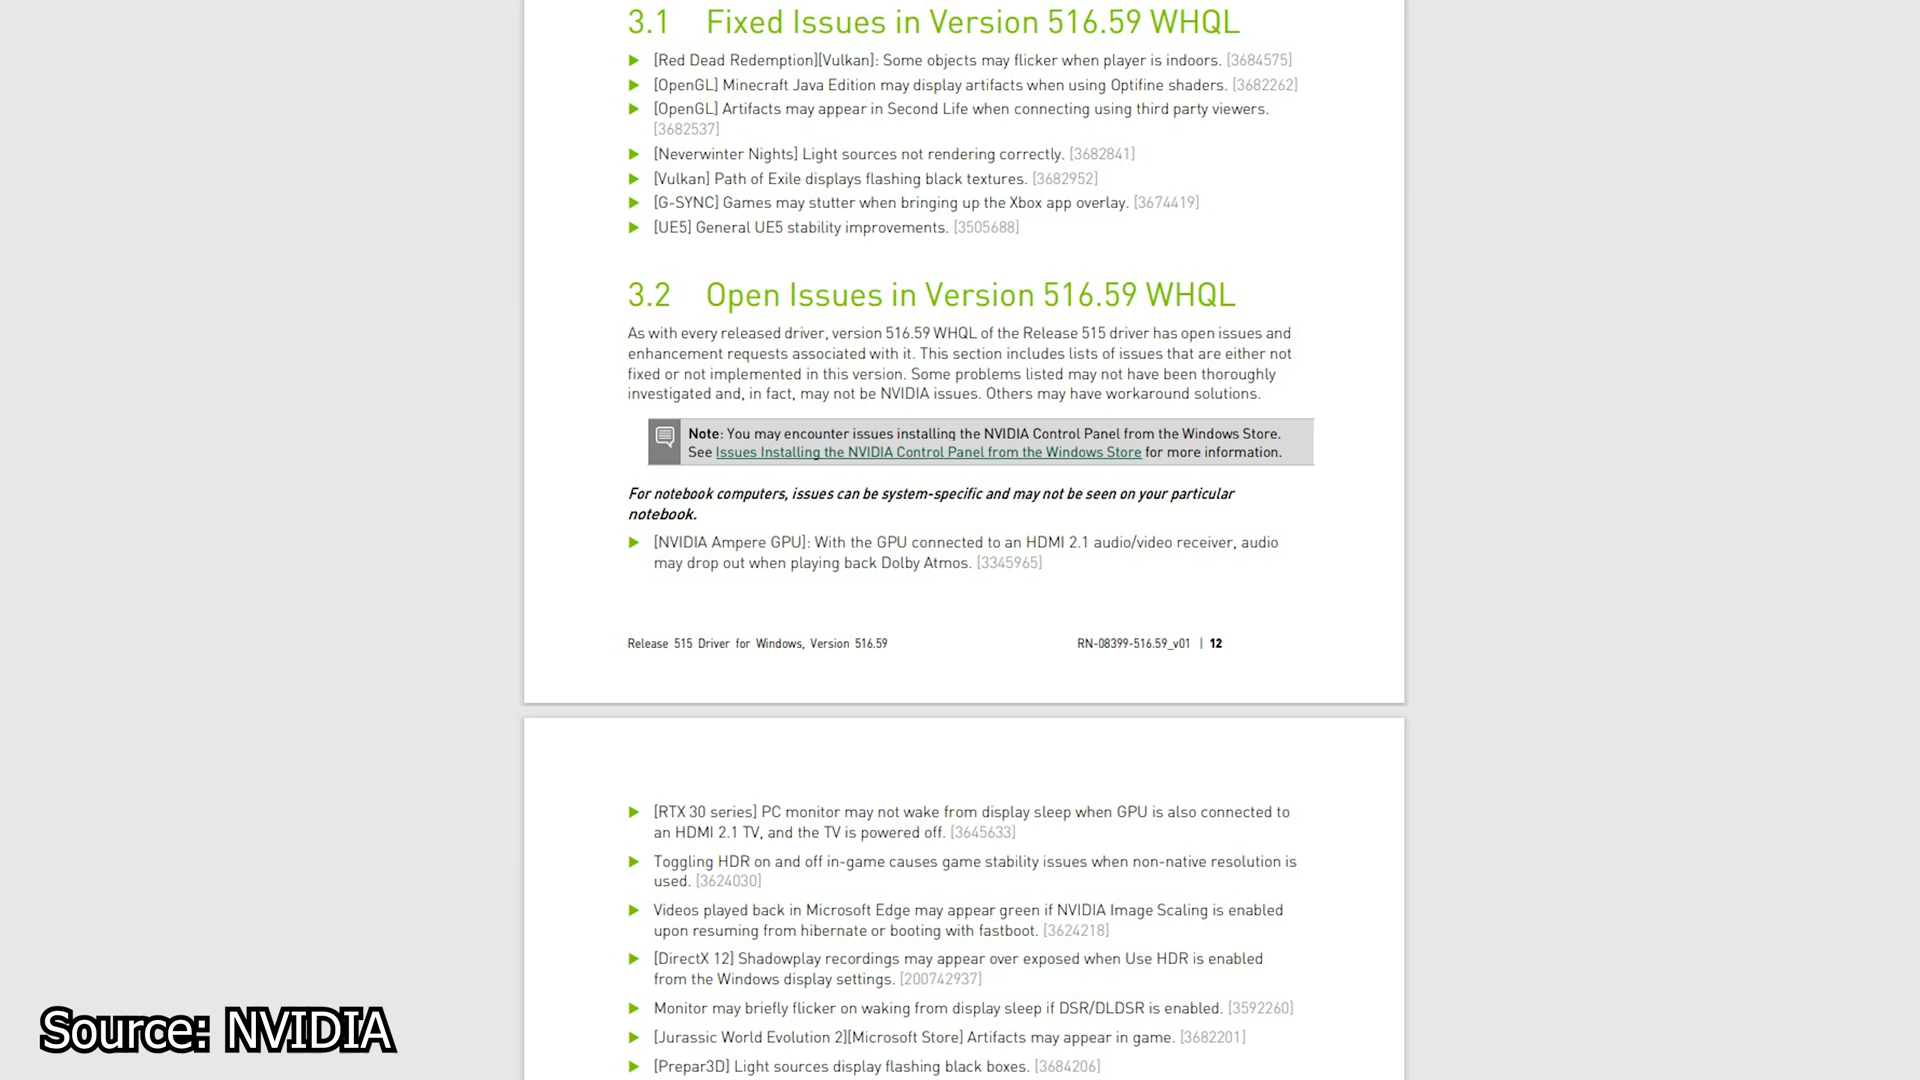 3.1 Fixed Issues in Version 516.59 WHQL
[Red Dead Redemption][Vulkan]: Some objects may flicker when player is indoors. [3684575]
[OpenGL] Minecraft Java Edition may display artifacts when using Optifine shaders. [3682262]
[OpenGL] Artifacts may appear in Second Life when connecting using third party viewers.
[3682537]
[Neverwinter Nights] Light sources not rendering correctly. [3682841]
[Vulkan] Path of Exile displays flashing black textures. [3682952]
[G-SYNC] Games may stutter when bringing up the Xbox app overlay. [3674419]
[UE5] General UE5 stability improvements. [3505688]
3.2 Open Issues in Version 516.59 WHQL
As with every released driver, version 516.59 WHQL of the Release 515 driver has open issues and
enhancement requests associated with it. This section includes lists of issues that are either not
fixed or not implemented in this version. Some problems listed may not have been thoroughly
investigated and, in fact, may not be NVIDIA issues. Others may have workaround solutions.
Note: You may encounter issues installing the NVIDIA Control Panel from the Windows Store.
See Issues Installing the NVIDIA Control Panel from the Windows Store for more information.
For notebook computers, issues can be system-specific and may not be seen on your particular
notebook.
[NVIDIA Ampere GPU]: With the GPU connected to an HDMI 2.1 audio/video receiver, audio
may drop out when playing back Dolby Atmos. [3345965]
Release 515 Driver for Windows, Version 516.59 RN-08399-516.59_v01 | 12
[RTX 30 series] PC monitor may not wake from display sleep when GPU is also connected to
an HDMI 2.1 TV, and the TV is powered off. [3645633]
Toggling HDR on and off in-game causes game stability issues when non-native resolution is
used. [3624030]
Videos played back in Microsoft Edge may appear green if NVIDIA Image Scaling is enabled
upon resuming from hibernate or booting with fastboot. [3624218]
[DirectX 12] Shadowplay recordings may appear over exposed when Use HDR is enabled
from the Windows display settings. [200742937]
Monitor may briefly flicker on waking from display sleep if DSR/DLDSR is enabled. [3592260]
[Jurassic World Evolution 2][Microsoft Store] Artifacts may appear in game. [3682201]
[Prepar3D] Light sources display flashing black boxes. [3684206]
Source: NVIDIA